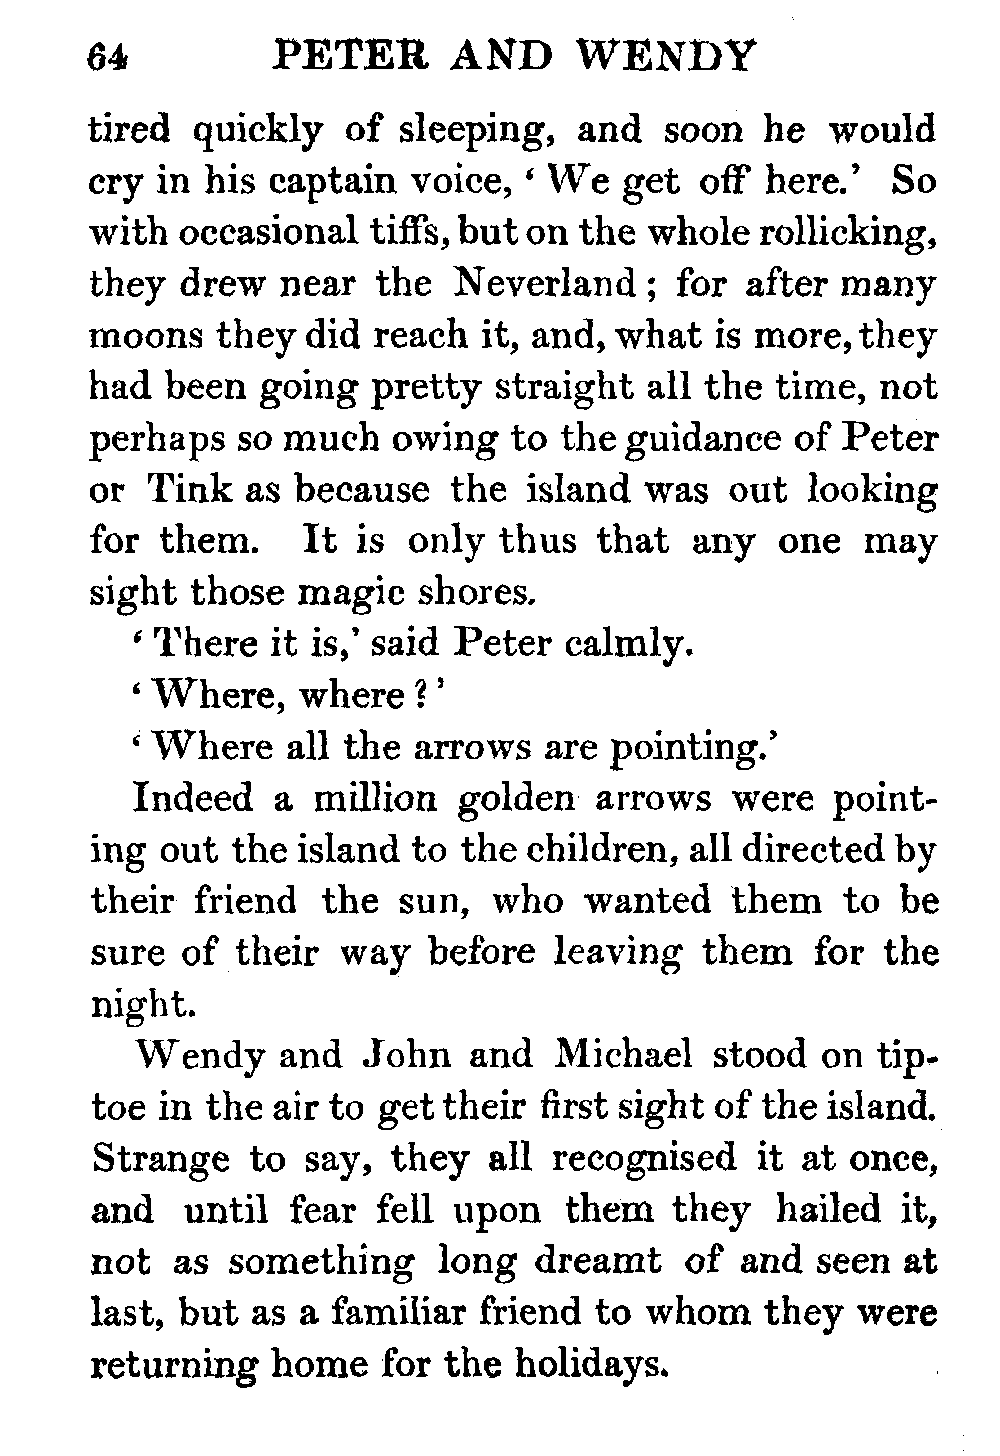 64 PETER AND WENDY
tired quickly of sleeping, and soon he would
cry in his captain voice, ‘ We get off here.’ So
with occasional tiffs, but on the whole rollicking,
they drew near the Neverland ; for after many
moons they did reach it, and, what is more, they
had been going pretty straight all the time, not
perhaps so much owing to the guidance of Peter
or Tink as because the island was out looking
for them. It is only thus that any one may
sight those magic shores.
‘ There it is,’ said Peter calmly.
‘ Where, where ? ’
‘ Where all the arrows are pointing.’
Indeed a million golden arrows were point-
ing out the island to the children, all directed by
their friend the sun, who wanted them to be
sure of their way before leaving them for the
night.
Wendy and John and Michael stood on tip-
toe in the air to get their first sight of the island.
Strange to say, they all recognised it at once,
and until fear fell upon them they hailed it,
not as something long dreamt of and seen at
last, but as a familiar friend to whom they were
returning home for the holidays.